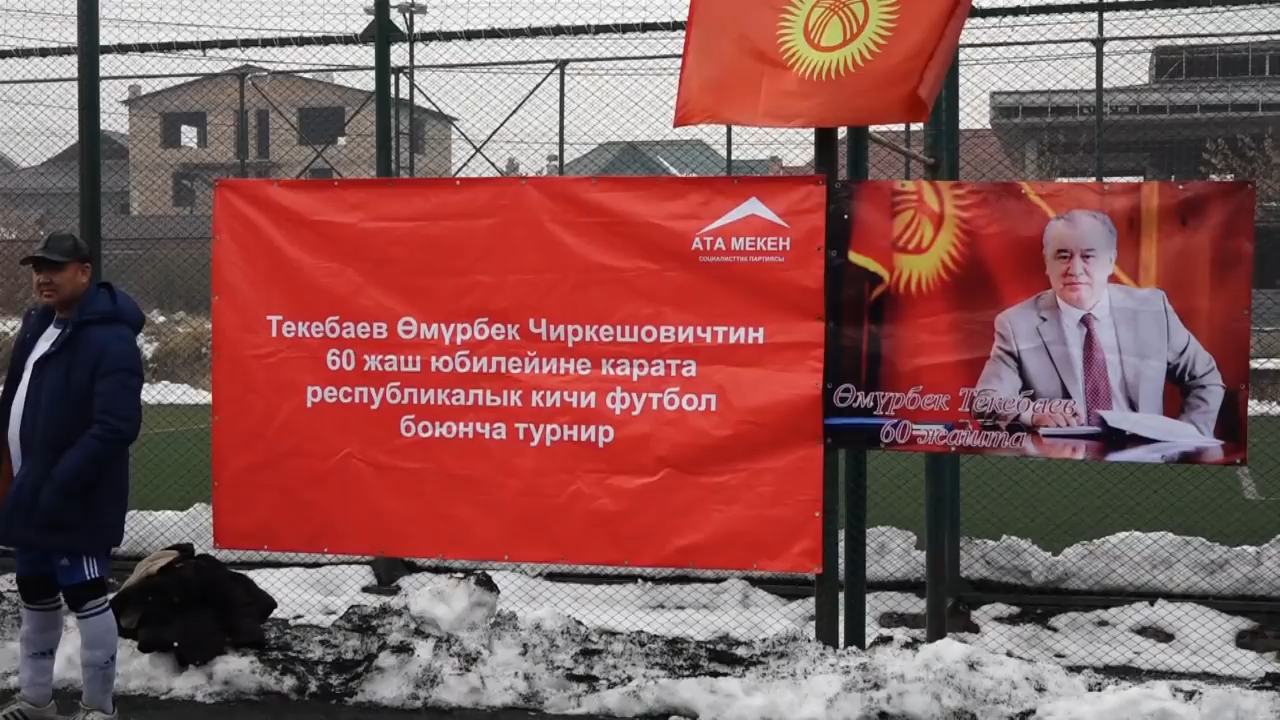 АТА МЕКЕН
СОЦИАЛИСТТИК ПАРТИЯСЫ
Текебаев Өмүрбек Чиркешовичтин
60 жаш юбилейине карата
республикалык кичи футбол
боюнча турнир
Өмүрбек Текебаев
60 жашта